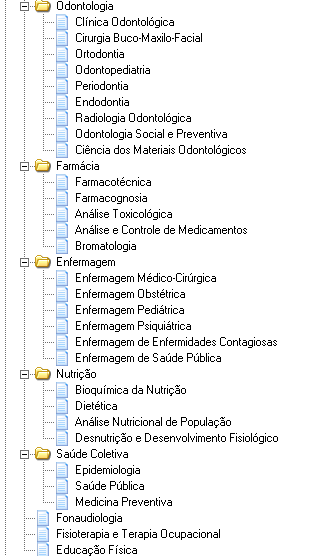 Odontologia
Clínica Odontológica
Cirurgia Buco-Maxilo-Facial
Ortodontia
Odontopediatria
Periodontia
Endodontia
Radiologia Odontológica
Odontologia Social e Preventiva
Ciência dos Materiais Odontológicos
Farmácia
Farmacotécnica
Farmacognosia
Análise Toxicológica
Análise e Controle de Medicamentos
Bromatologia
Enfermagem
Enfermagem Médico-Cirúrgica
Enfermagem Obstétrica
Enfermagem Pediátrica
Enfermagem Psiquiátrica
Enfermagem de Enfermidades Contagiosas
Enfermagem de Saúde Pública
Nutrição
Bioquímica da Nutrição
Dietética
Análise Nutricional de População
Desnutrição e Desenvolvimento Fisiológico
Saúde Coletiva
Epidemiologia
Saúde Pública
Medicina Preventiva
Fonaudiologia
Fisioterapia e Terapia Ocupacional
Educação Física